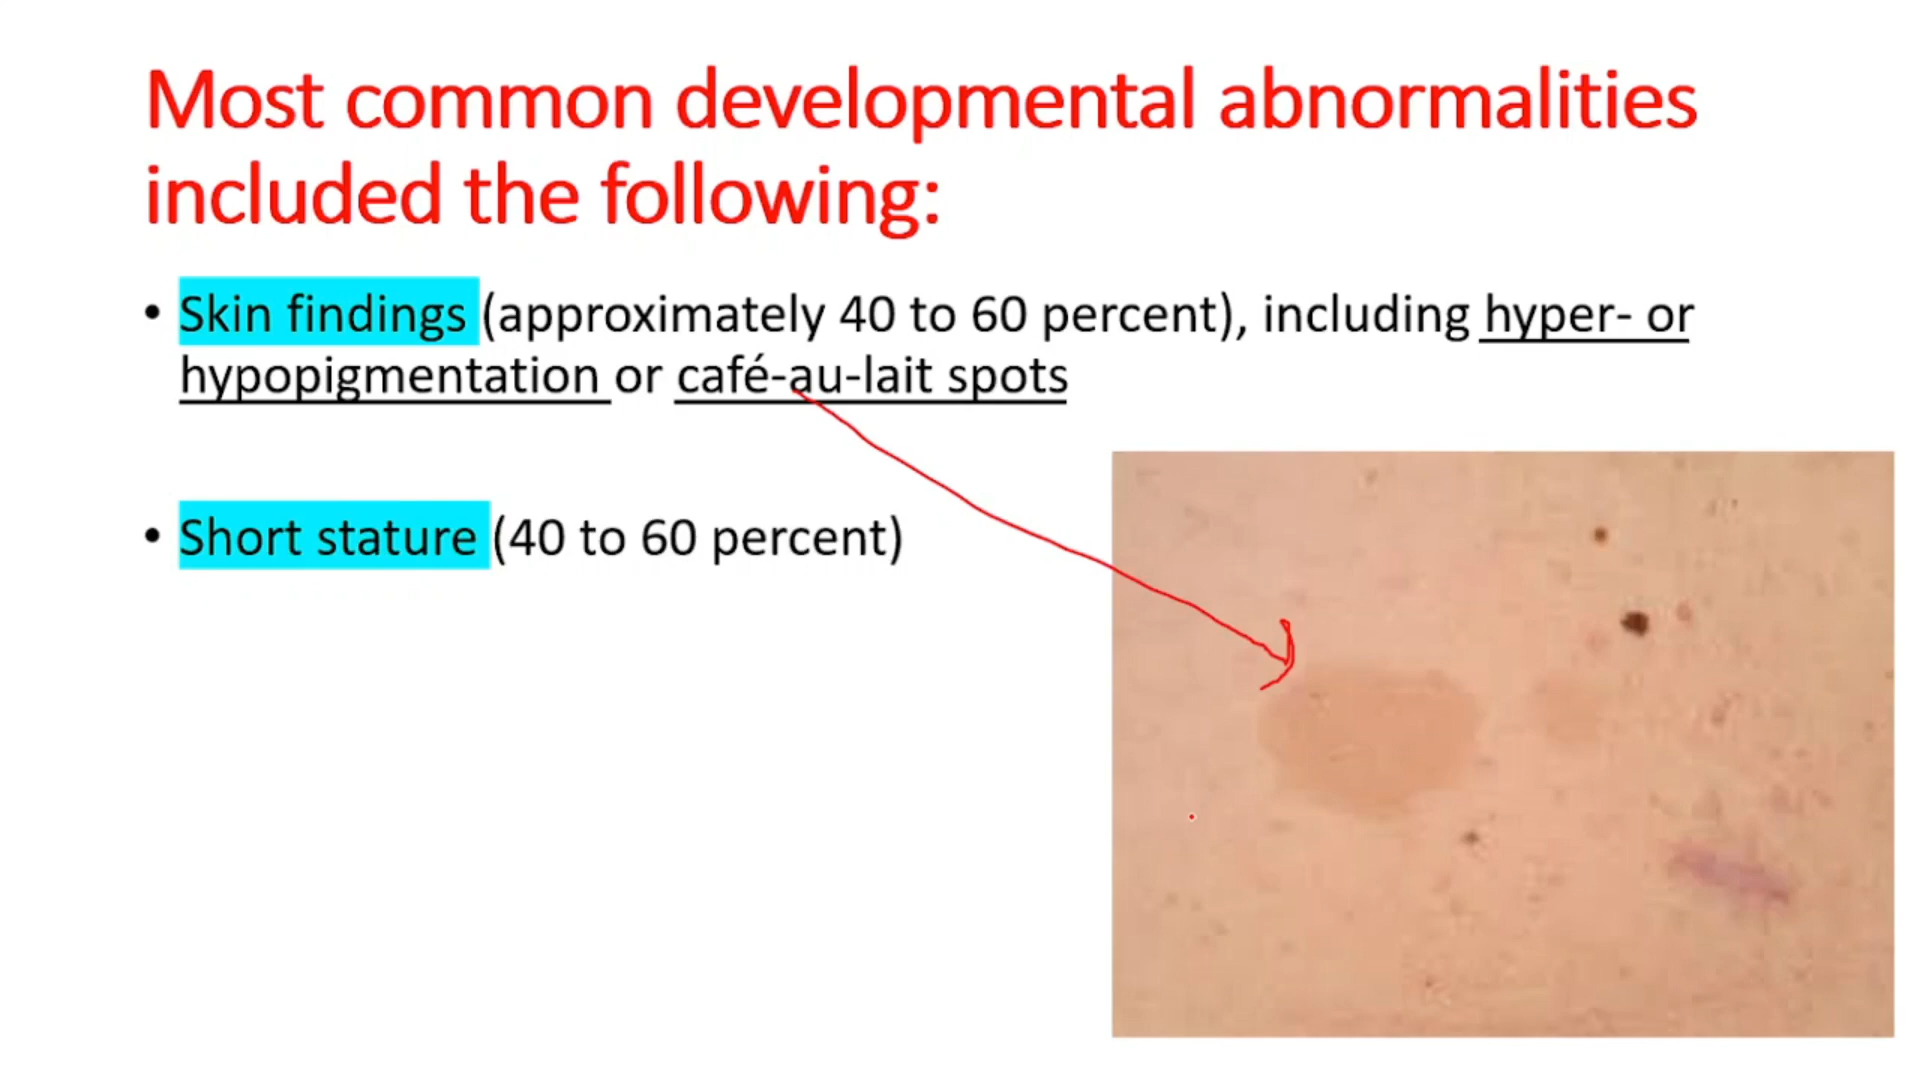 Most common developmental abnormalities
included the following:
• Skin findings (approximately 40 to 60 percent), including hyper- or
hypopigmentation or café-au-lait spots
• Short stature (40 to 60 percent)